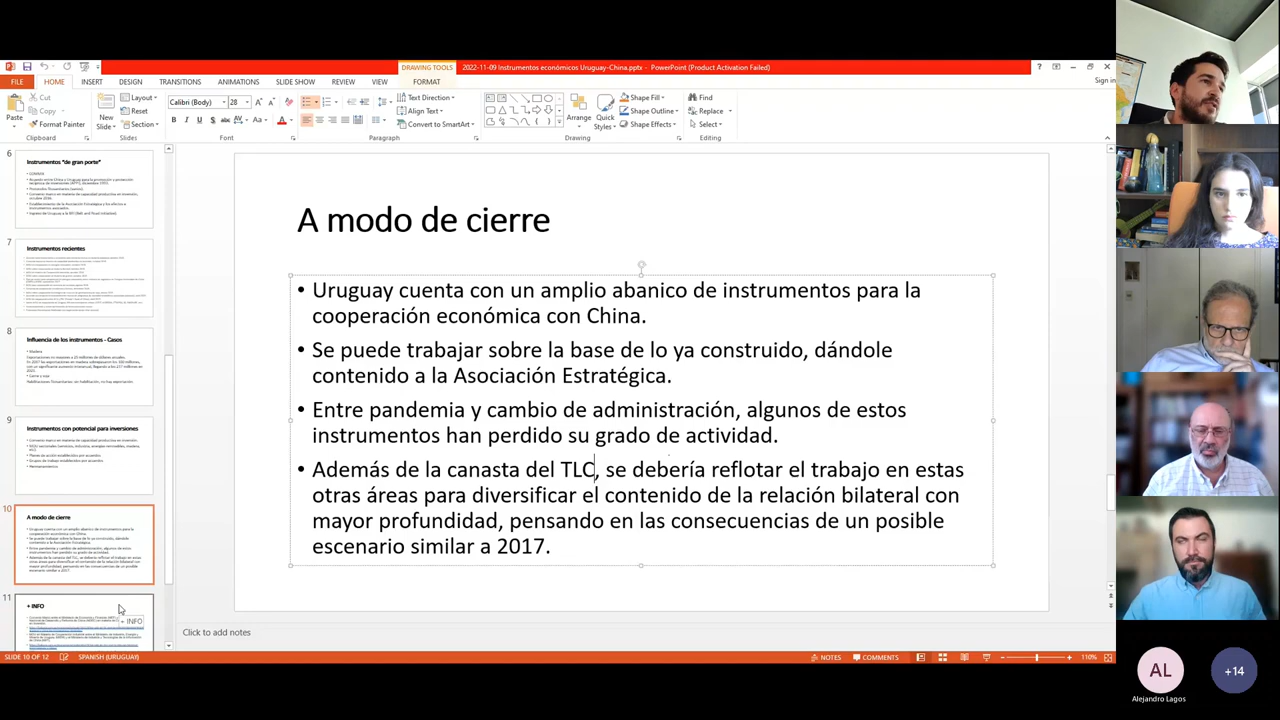 DRAWING TOOLS
2022-11-09 Instrumentos económicos Uruguay-China.pptx - PowerPoint (Product Activation Failed)
FILE HOME INSERT DESIGN TRANSITIONS ANIMATIONS SLIDE SHOW REVIEW VIEW FORMAT
Sign in
Paste
Cut
Copy
Format Painter
Clipboard
New Slide
Layout
Reset
Section
Slides
Calibri (Body) 28
Font
Text Direction
Align Text
Convert to SmartArt
Paragraph
Arrange
Quick Styles
Shape Fill
Shape Outline
Shape Effects
Drawing
Find
Replace
Select
Editing
6
Instrumentos "de gran porte"
7
Instrumentos recientes
8
Influencia de los instrumentos - Casos
9
Instrumentos con potencial para inversiones
10
A modo de cierre
11
+ INFO
+ INFO
A modo de cierre
• Uruguay cuenta con un amplio abanico de instrumentos para la
cooperación económica con China.
• Se puede trabajar sobre la base de lo ya construido, dándole
contenido a la Asociación Estratégica.
• Entre pandemia y cambio de administración, algunos de estos
instrumentos han perdido su grado de actividad.
• Además de la canasta del TLC, se debería reflotar el trabajo en estas
otras áreas para diversificar el contenido de la relación bilateral con
mayor profundidad, pensando en las consecuencias de un posible
escenario similar a 2017.
Click to add notes
SLIDE 10 OF 12 SPANISH (URUGUAY) NOTES COMMENTS 110%
AL
Alejandro Lagos
+14